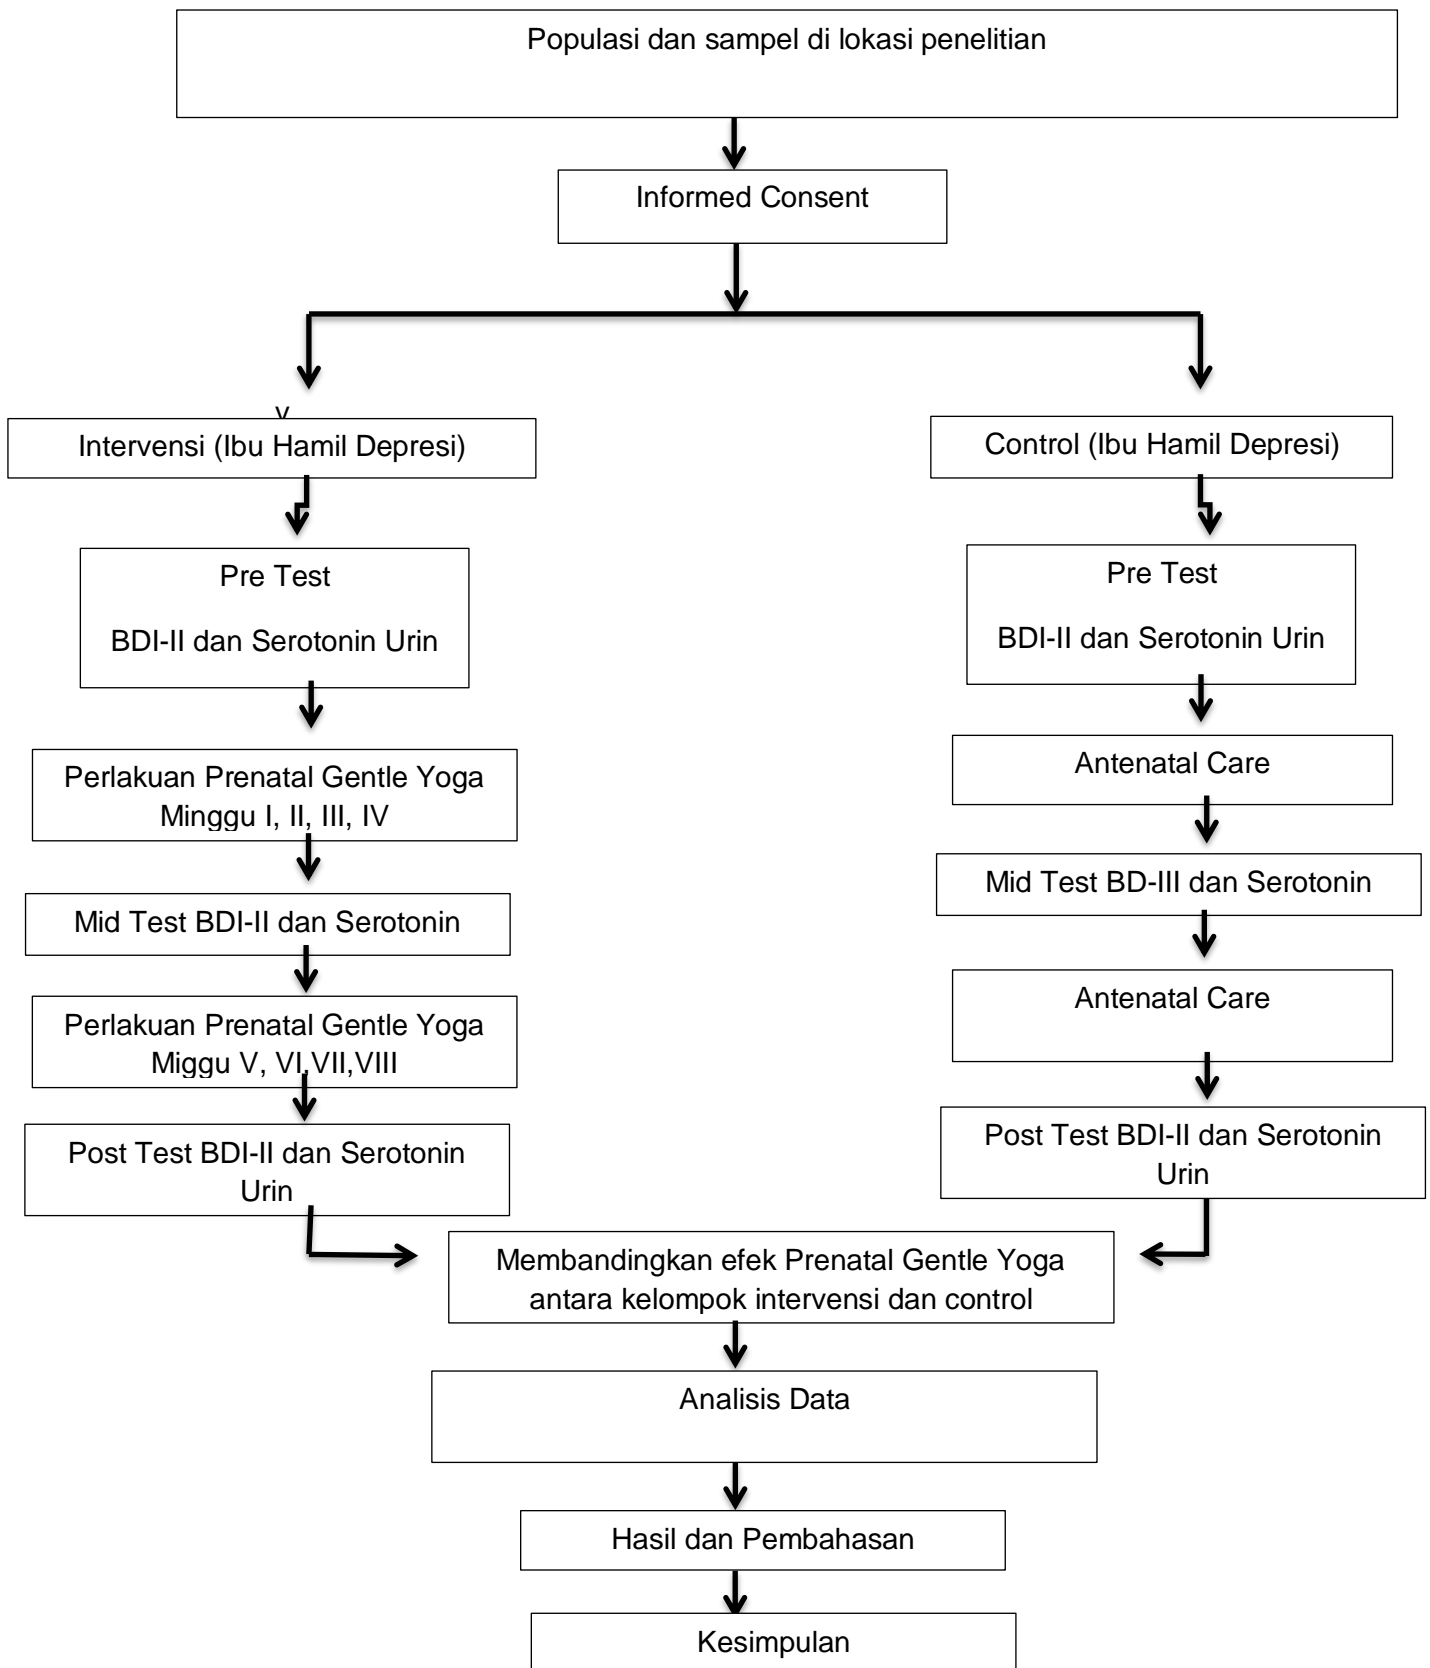 Populasi dan sampel di lokasi penelitian
Informed Consent
v
Intervensi (Ibu Hamil Depresi)
Control (Ibu Hamil Depresi)
Pre Test
BDI-II dan Serotonin Urin
Pre Test
BDI-II dan Serotonin Urin
Perlakuan Prenatal Gentle Yoga
Minggu I, II, III, IV
Antenatal Care
Mid Test BDI-II dan Serotonin
Mid Test BD-III dan Serotonin
Perlakuan Prenatal Gentle Yoga
Miggu V, VI,VII,VIII
Antenatal Care
Post Test BDI-II dan Serotonin
Urin
Post Test BDI-II dan Serotonin
Urin
Membandingkan efek Prenatal Gentle Yoga
antara kelompok intervensi dan control
Analisis Data
Hasil dan Pembahasan
Kesimpulan